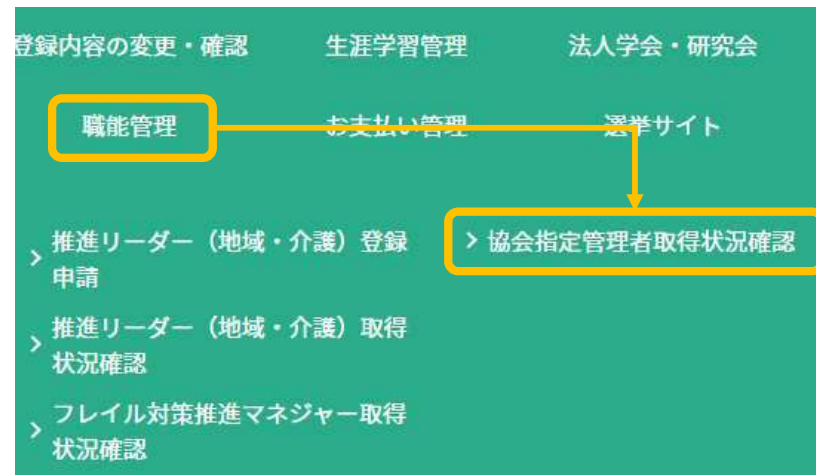 登録内容の変更・確認 生涯学習管理 法人学会・研究会
職能管理 お支払い管理 選挙サイト
> 推進リーダー（地域・介護）登録
申請
> 協会指定管理者取得状況確認
> 推進リーダー（地域・介護）取得
状況確認
> フレイル対策推進マネジャー取得
状況確認